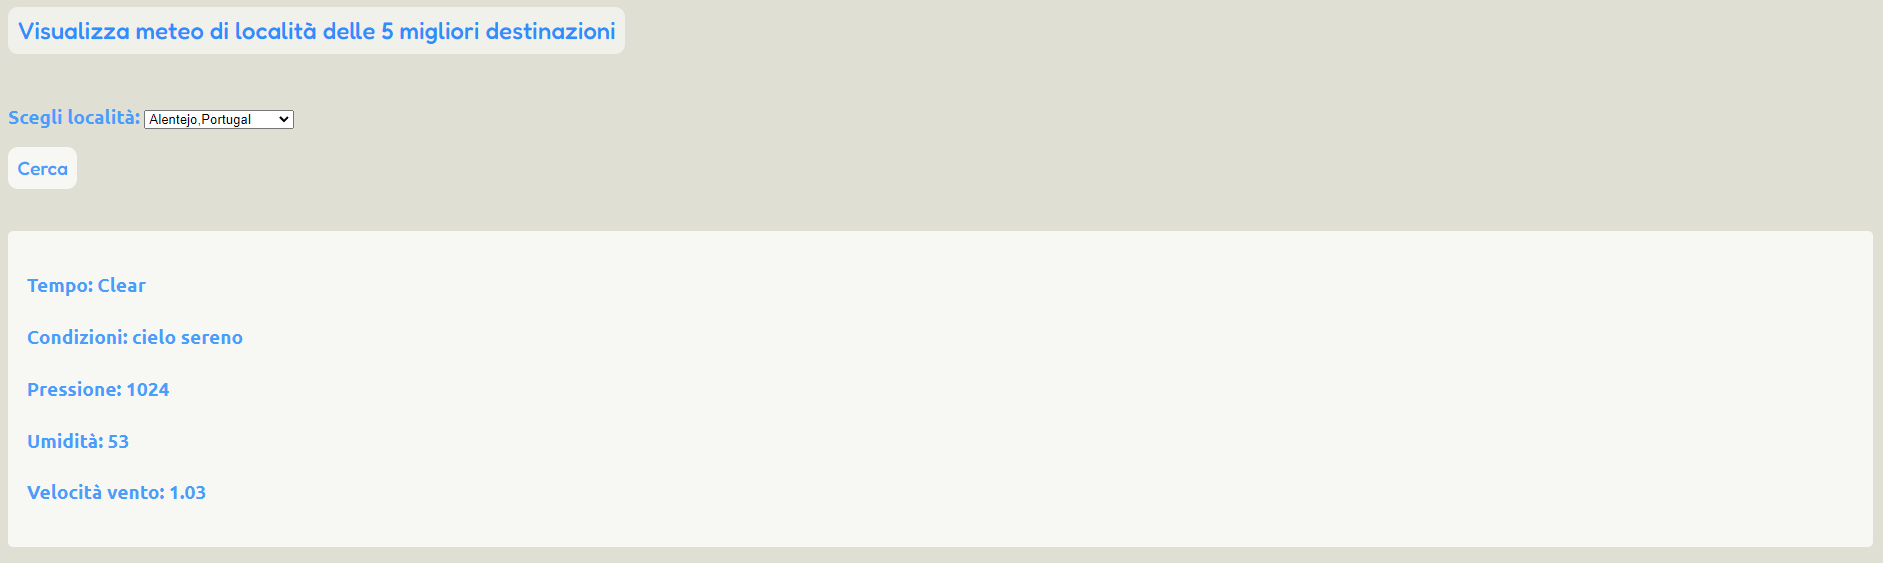 Visualizza meteo di località delle 5 migliori destinazioni
Scegli località: Alentejo,Portugal
Cerca
Tempo: Clear
Condizioni: cielo sereno
Pressione: 1024
Umidità: 53
Velocità vento: 1.03